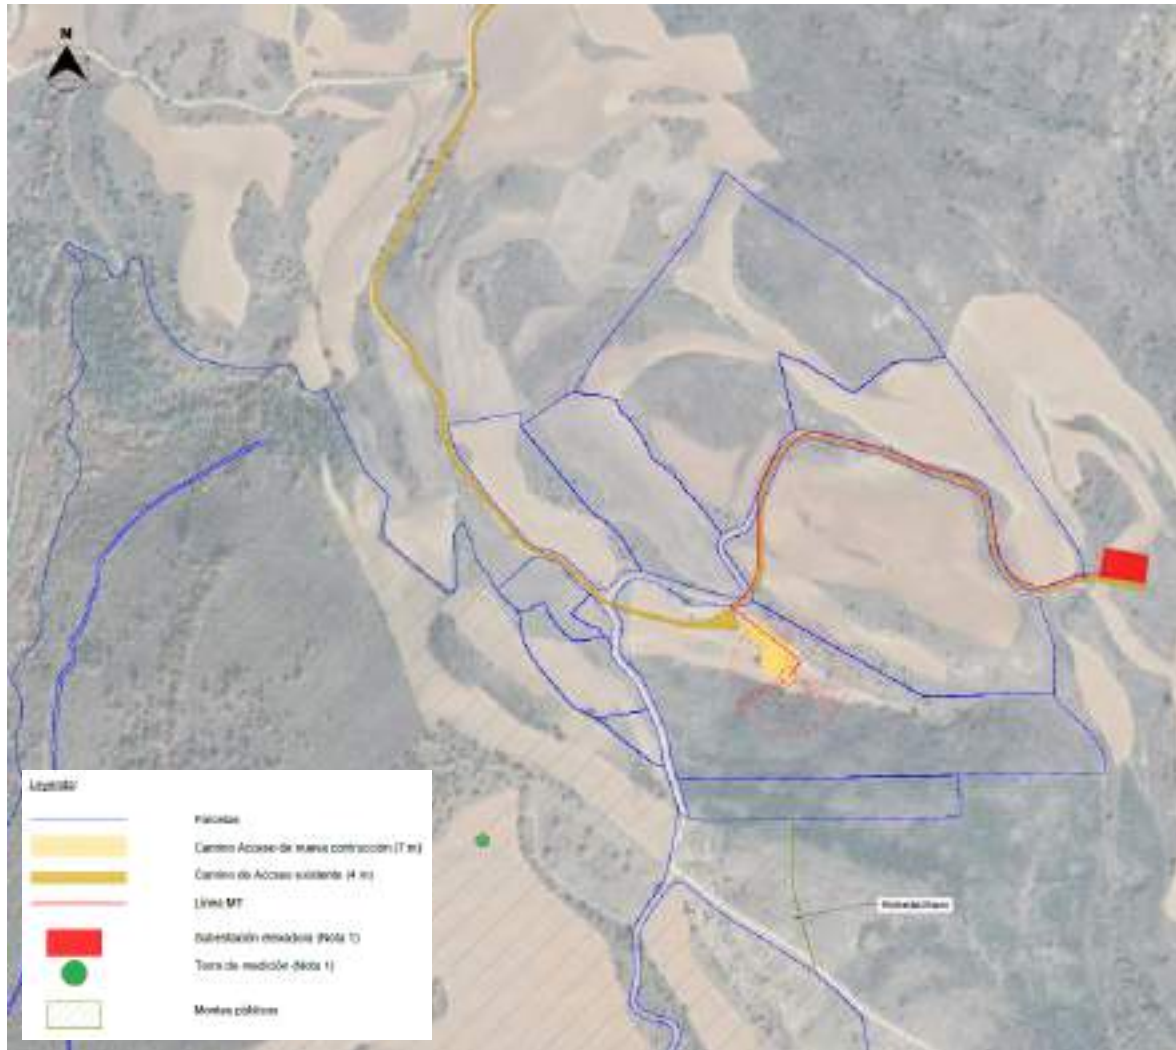 N
Leyenda
Parcelas
Camino Acceso de nueva contrucción (7 m)
Camino de Acceso existente (4 m)
Línea MT
Subestación elevadora (Nota 1)
Torre de medición (Nota 1)
Montes públicos